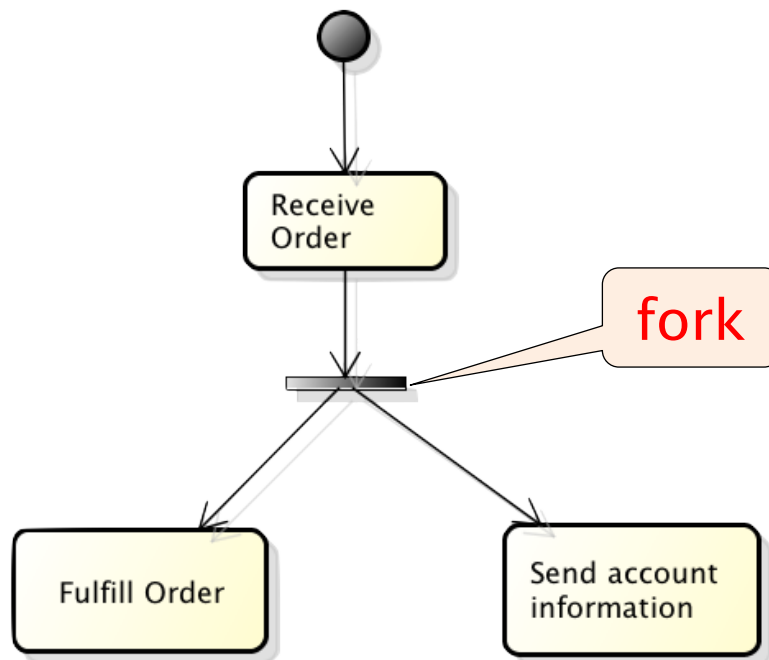 Receive
Order
fork
Fulfill Order
Send account
information